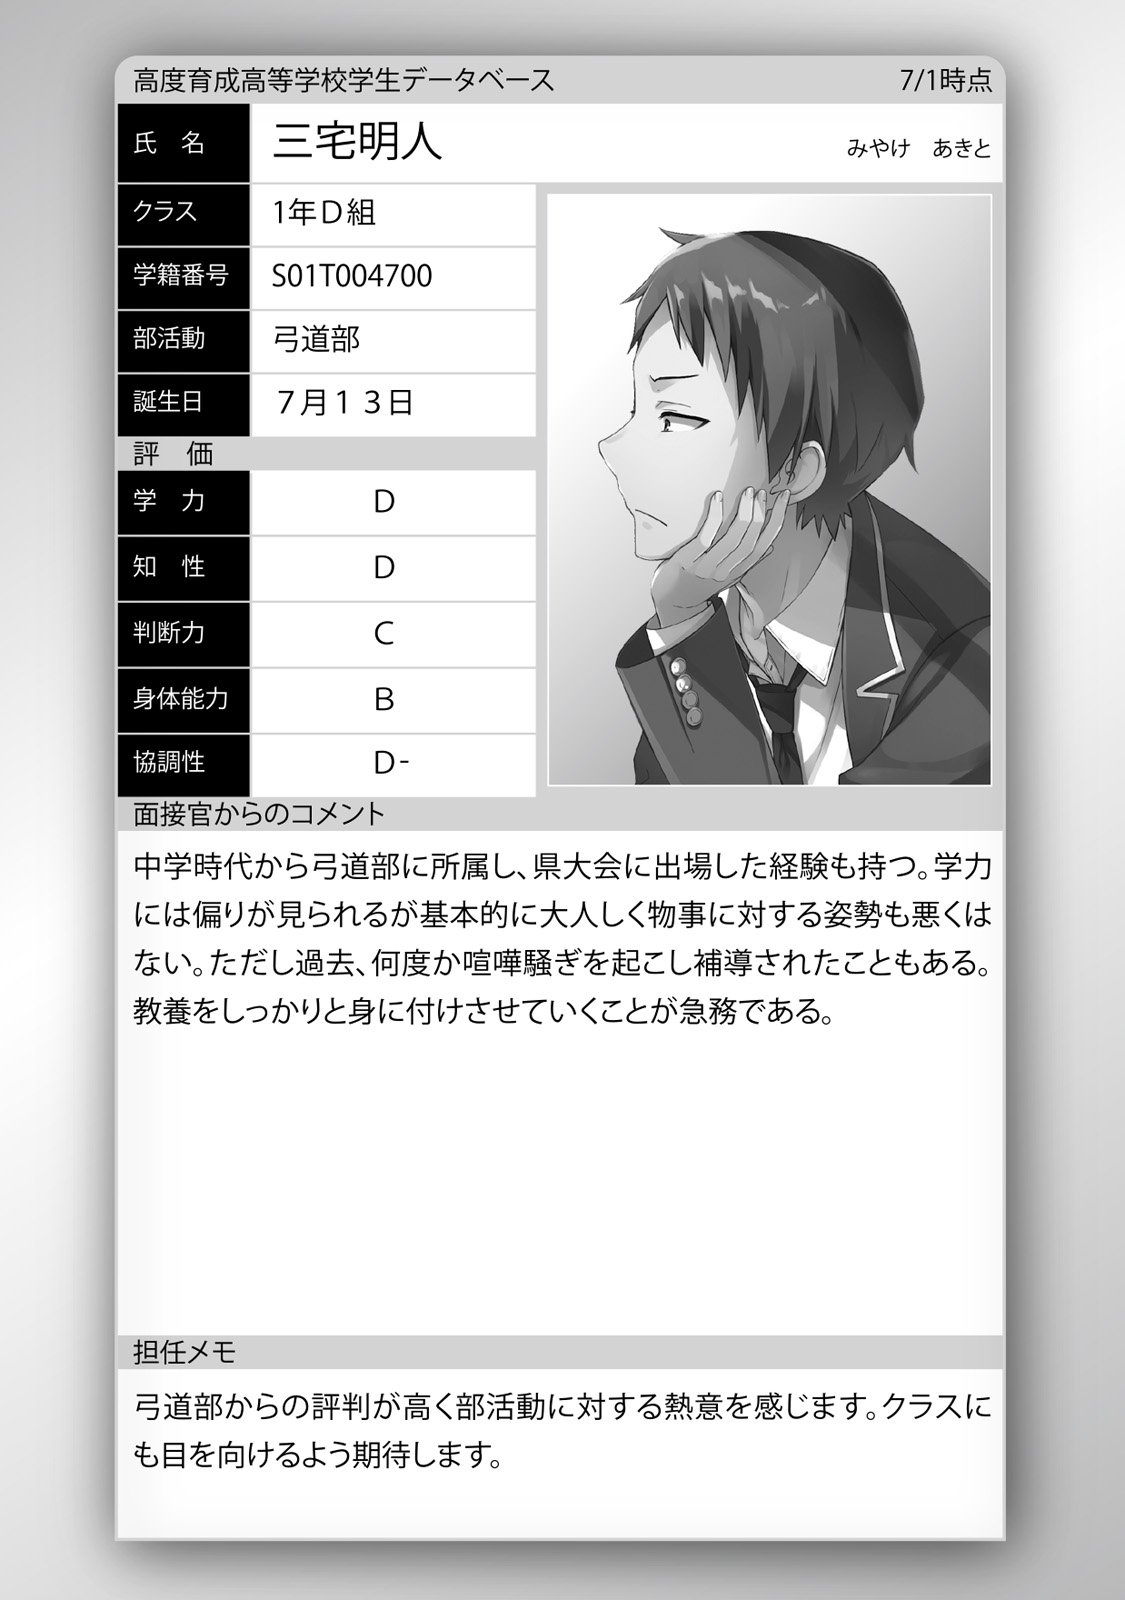 高度育成高等学校学生データベース 7/1時点
氏 名 三宅明人 みやけ あきと
クラス 1年D組
学籍番号 S01T004700
部活動 弓道部
誕生日 7月13日
評 価
学 力 D
知 性 D
判断力 C
身体能力 B
協調性 D-
面接官からのコメント
中学時代から弓道部に所属し、県大会に出場した経験も持つ。学力
には偏りが見られるが基本的に大人しく物事に対する姿勢も悪くは
ない。ただし過去、何度か喧嘩騒ぎを起こし補導されたこともある。
教養をしっかりと身に付けさせていくことが急務である。
担任メモ
弓道部からの評判が高く部活動に対する熱意を感じます。クラスに
も目を向けるよう期待します。